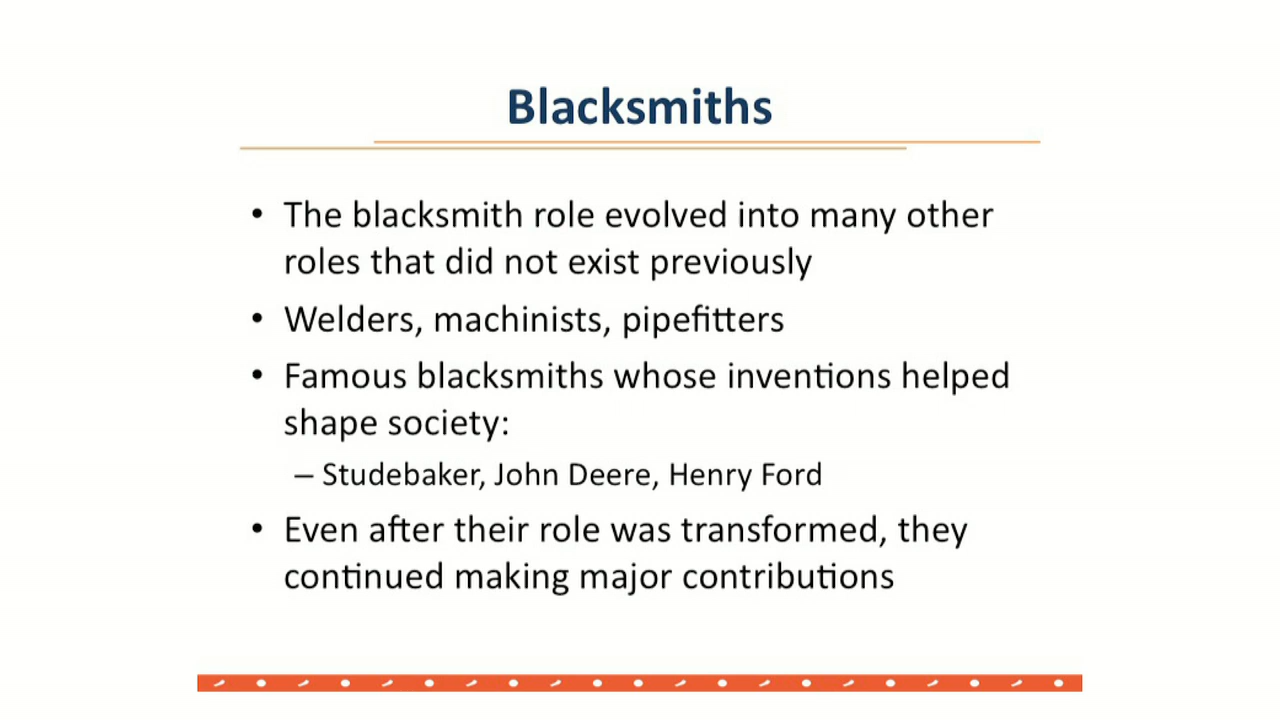 Blacksmiths
• The blacksmith role evolved into many other
roles that did not exist previously
• Welders, machinists, pipefitters
• Famous blacksmiths whose inventions helped
shape society:
– Studebaker, John Deere, Henry Ford
• Even after their role was transformed, they
continued making major contributions